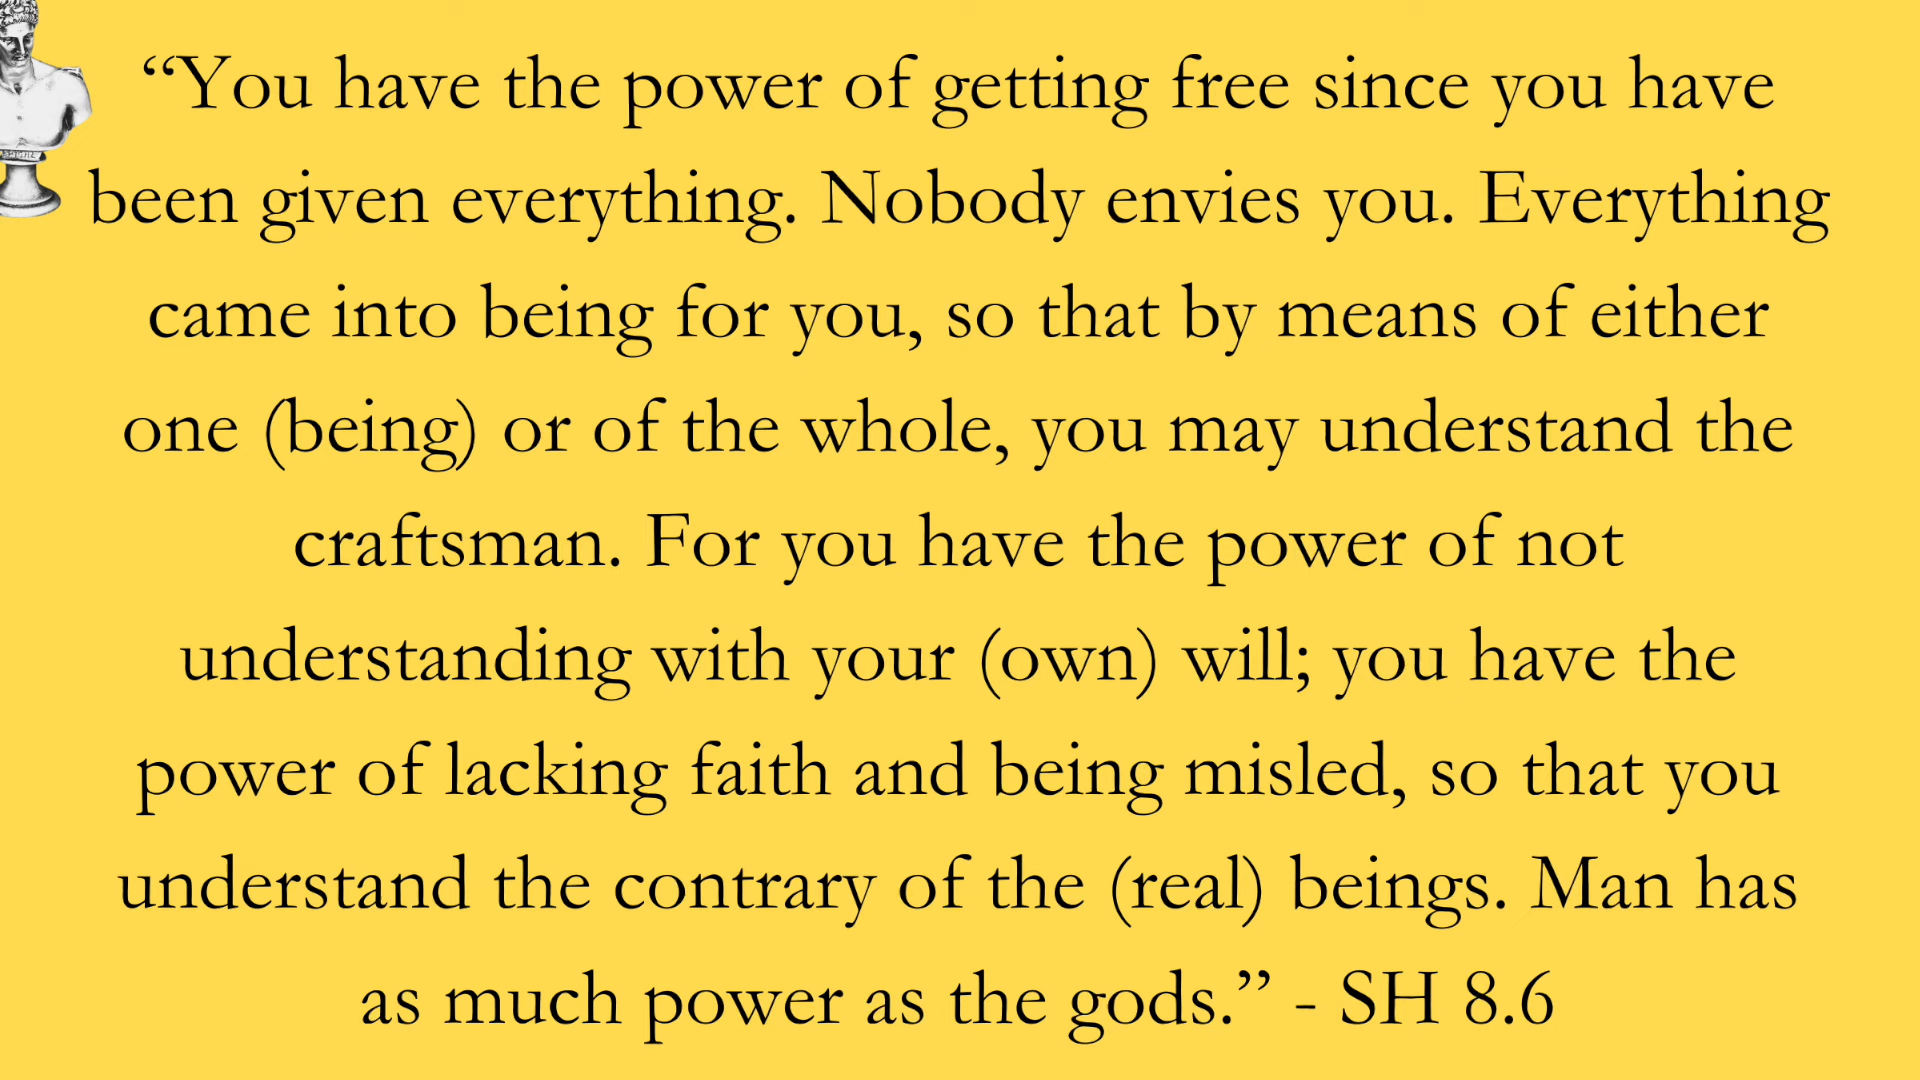 “You have the power of getting free since you have
been given everything. Nobody envies you. Everything
came into being for you, so that by means of either
one (being) or of the whole, you may understand the
craftsman. For you have the power of not
understanding with your (own) will; you have the
power of lacking faith and being misled, so that you
understand the contrary of the (real) beings. Man has
as much power as the gods.” - SH 8.6